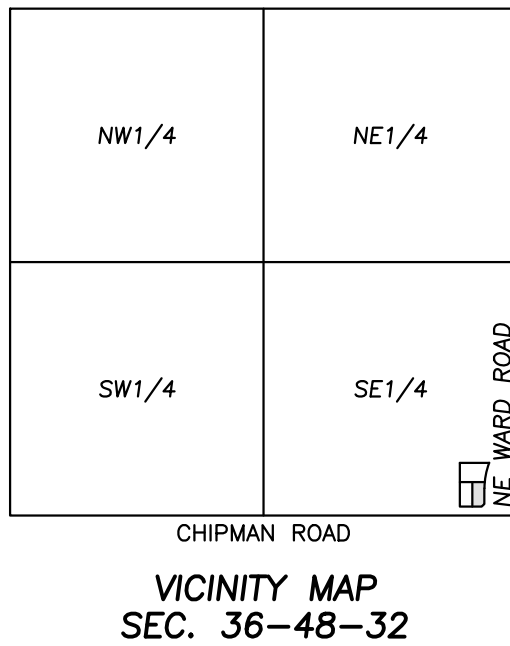 NW1/4
NE1/4
SW1/4
SE1/4
NE WARD ROAD
CHIPMAN ROAD
VICINITY MAP
SEC. 36-48-32